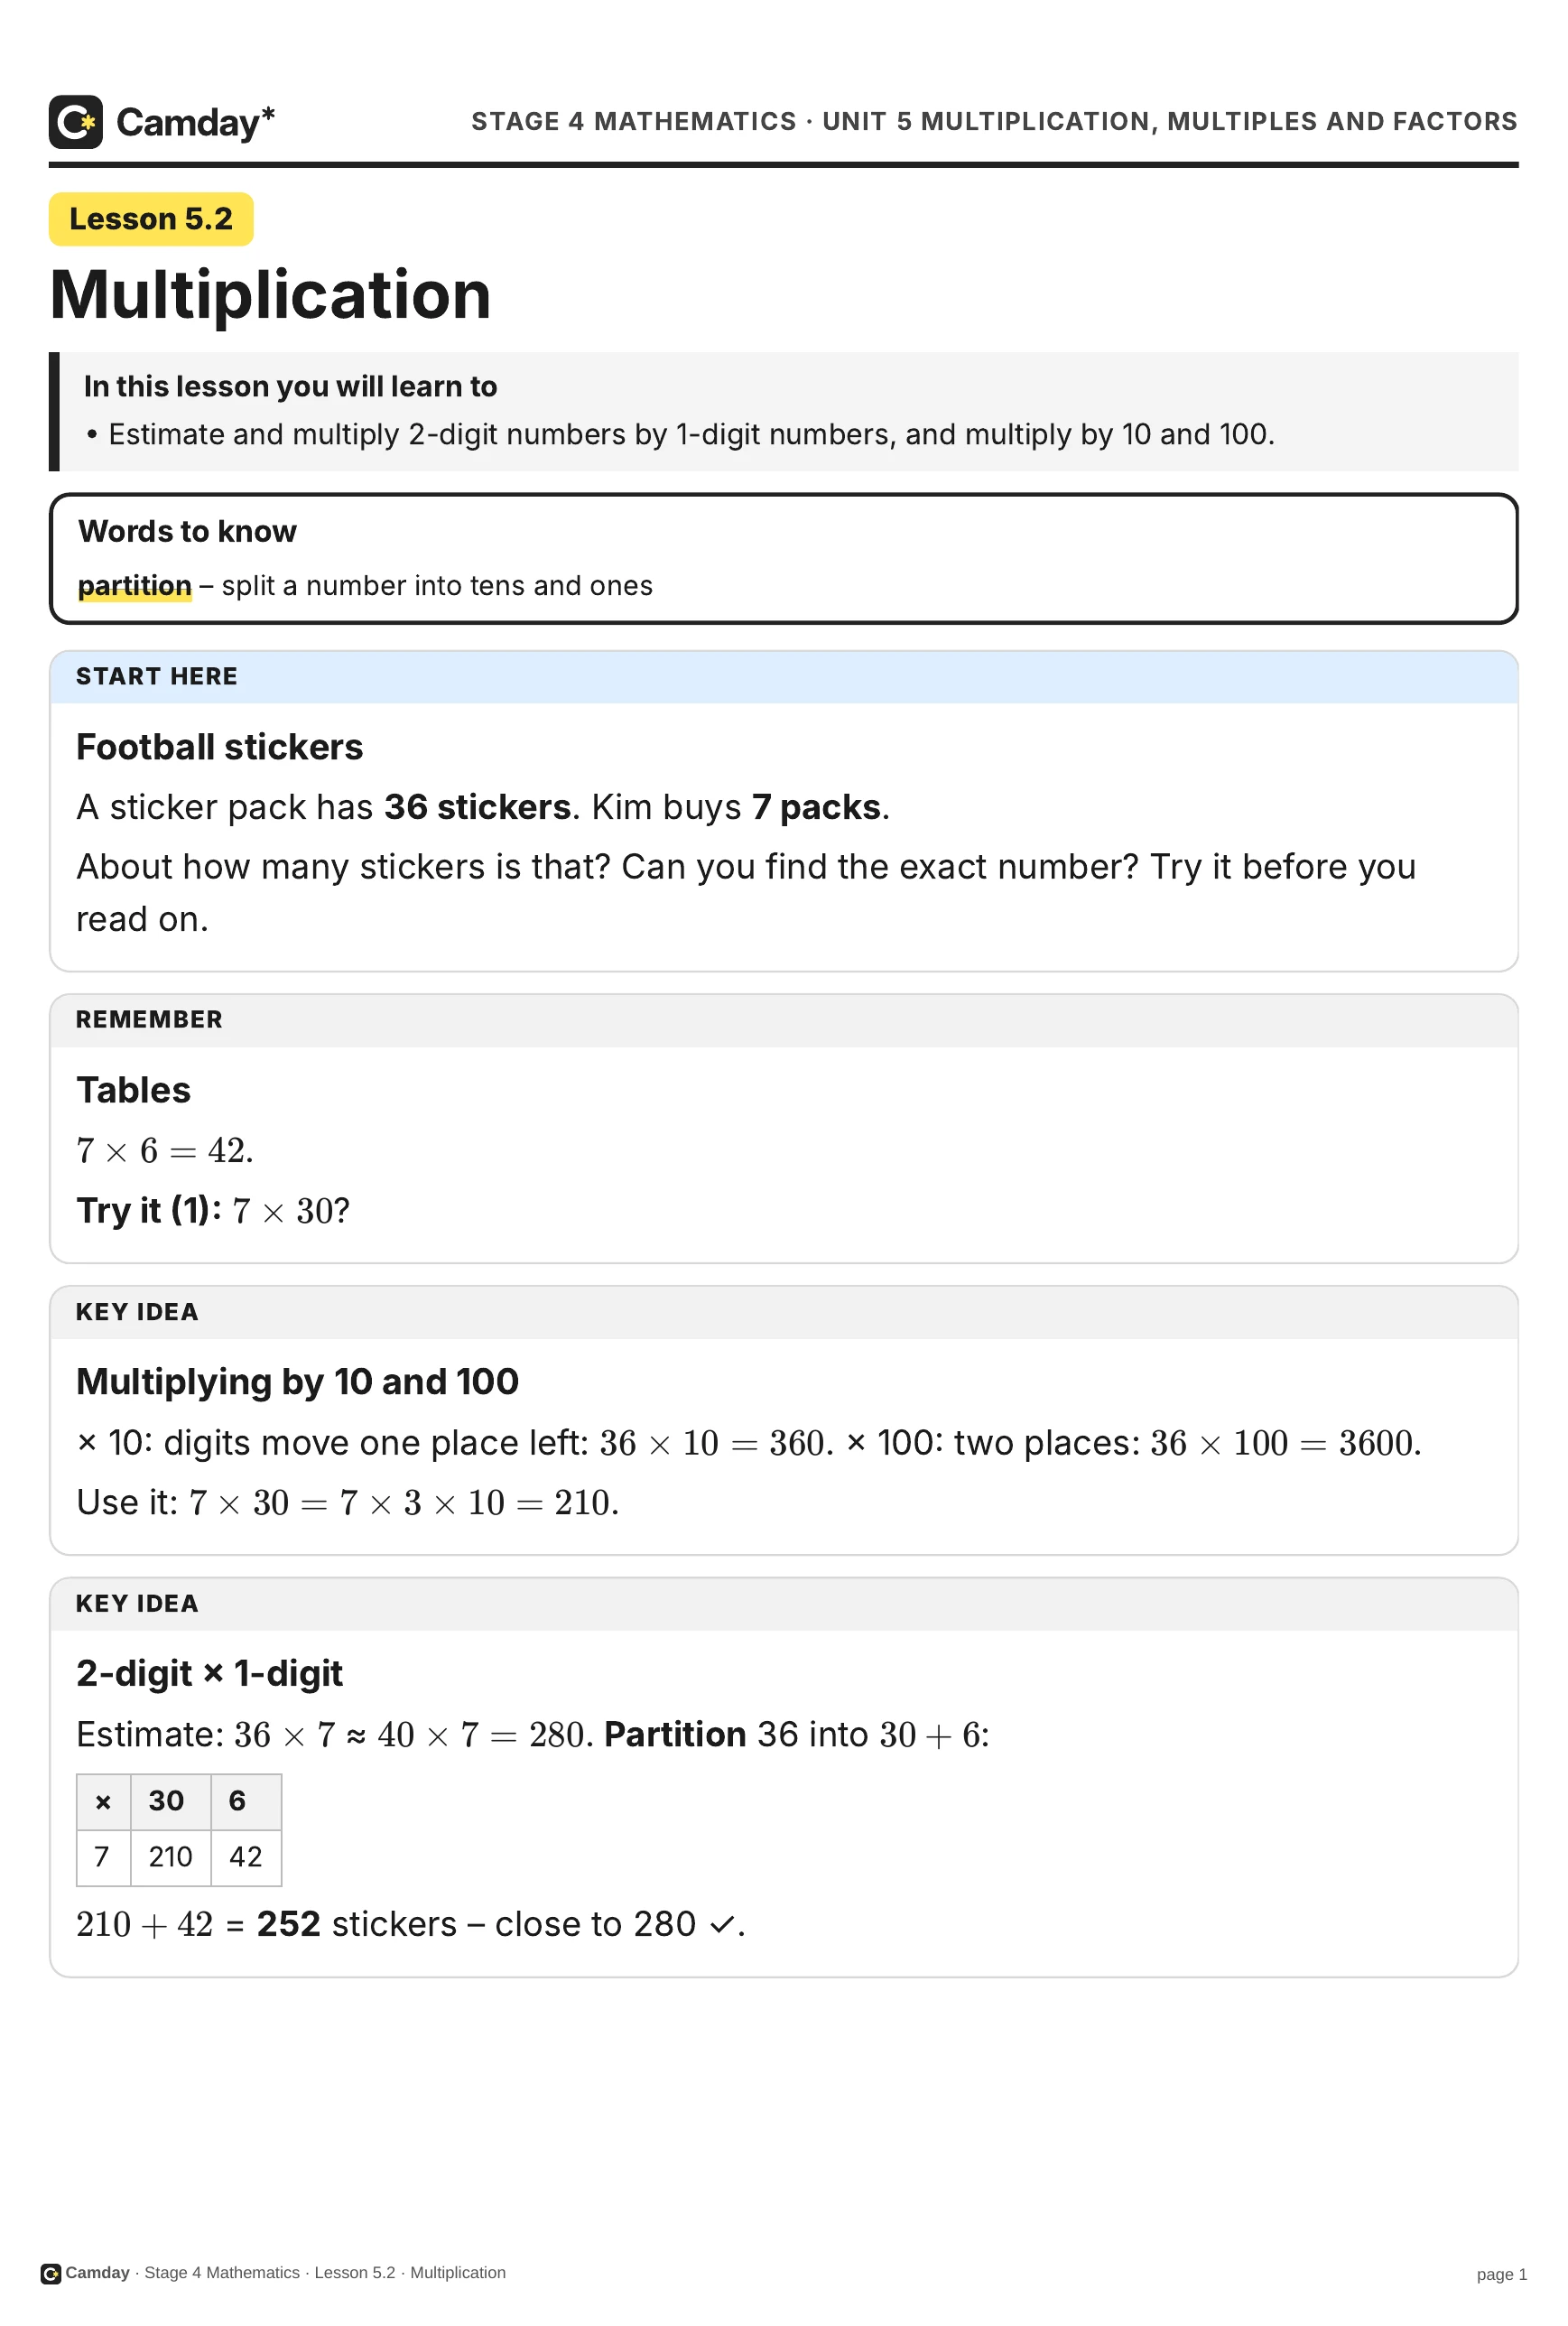 Camday*
STAGE 4 MATHEMATICS · UNIT 5 MULTIPLICATION, MULTIPLES AND FACTORS
Lesson 5.2
Multiplication
In this lesson you will learn to
• Estimate and multiply 2-digit numbers by 1-digit numbers, and multiply by 10 and 100.
Words to know
partition – split a number into tens and ones
START HERE
Football stickers
A sticker pack has 36 stickers. Kim buys 7 packs.
About how many stickers is that? Can you find the exact number? Try it before you
read on.
REMEMBER
Tables
7 × 6 = 42.
Try it (1): 7 × 30?
KEY IDEA
Multiplying by 10 and 100
× 10: digits move one place left: 36 × 10 = 360. × 100: two places: 36 × 100 = 3600.
Use it: 7 × 30 = 7 × 3 × 10 = 210.
KEY IDEA
2-digit × 1-digit
Estimate: 36 × 7 ≈ 40 × 7 = 280. Partition 36 into 30 + 6:
× 30 6
7 210 42
210 + 42 = 252 stickers – close to 280 ✓.
Camday · Stage 4 Mathematics · Lesson 5.2 · Multiplication
page 1